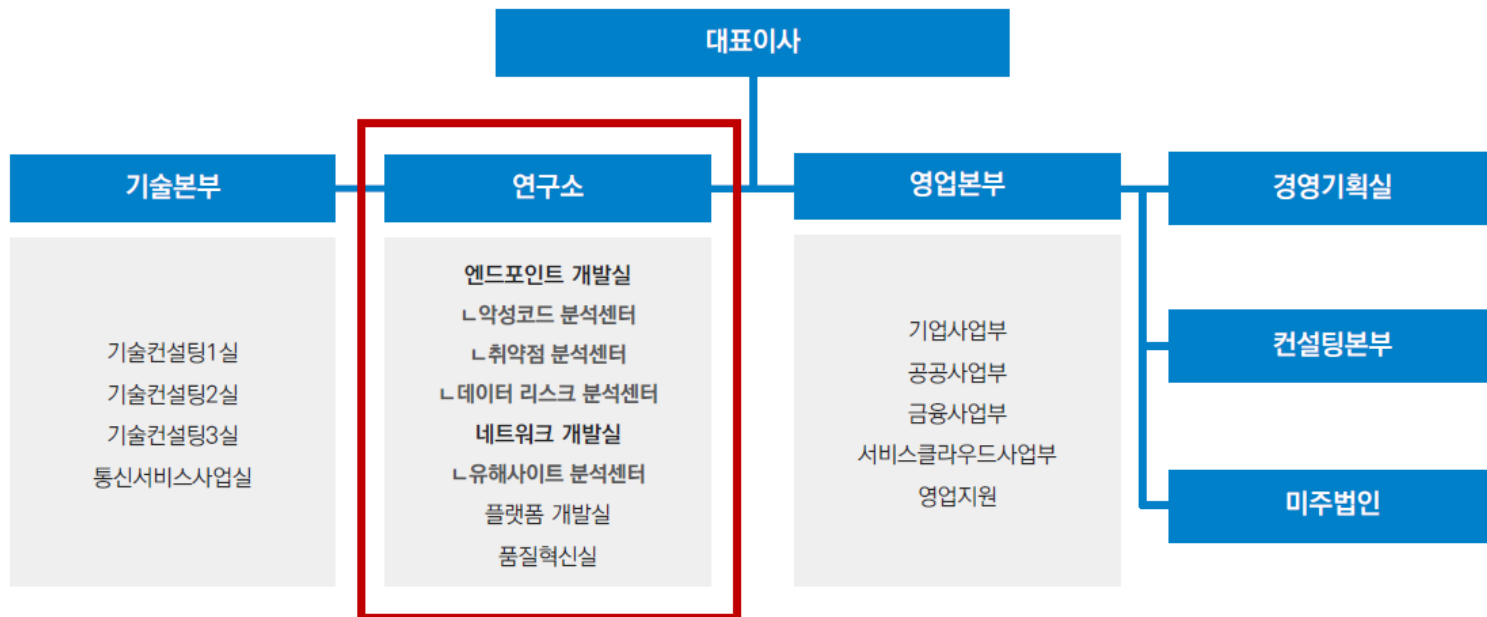 대표이사
기술본부
기술컨설팅1실
기술컨설팅2실
기술컨설팅3실
통신서비스사업실
연구소
엔드포인트 개발실
ㄴ악성코드 분석센터
ㄴ취약점 분석센터
ㄴ데이터 리스크 분석센터
네트워크 개발실
ㄴ유해사이트 분석센터
플랫폼 개발실
품질혁신실
영업본부
기업사업부
공공사업부
금융사업부
서비스클라우드사업부
영업지원
경영기획실
컨설팅본부
미주법인